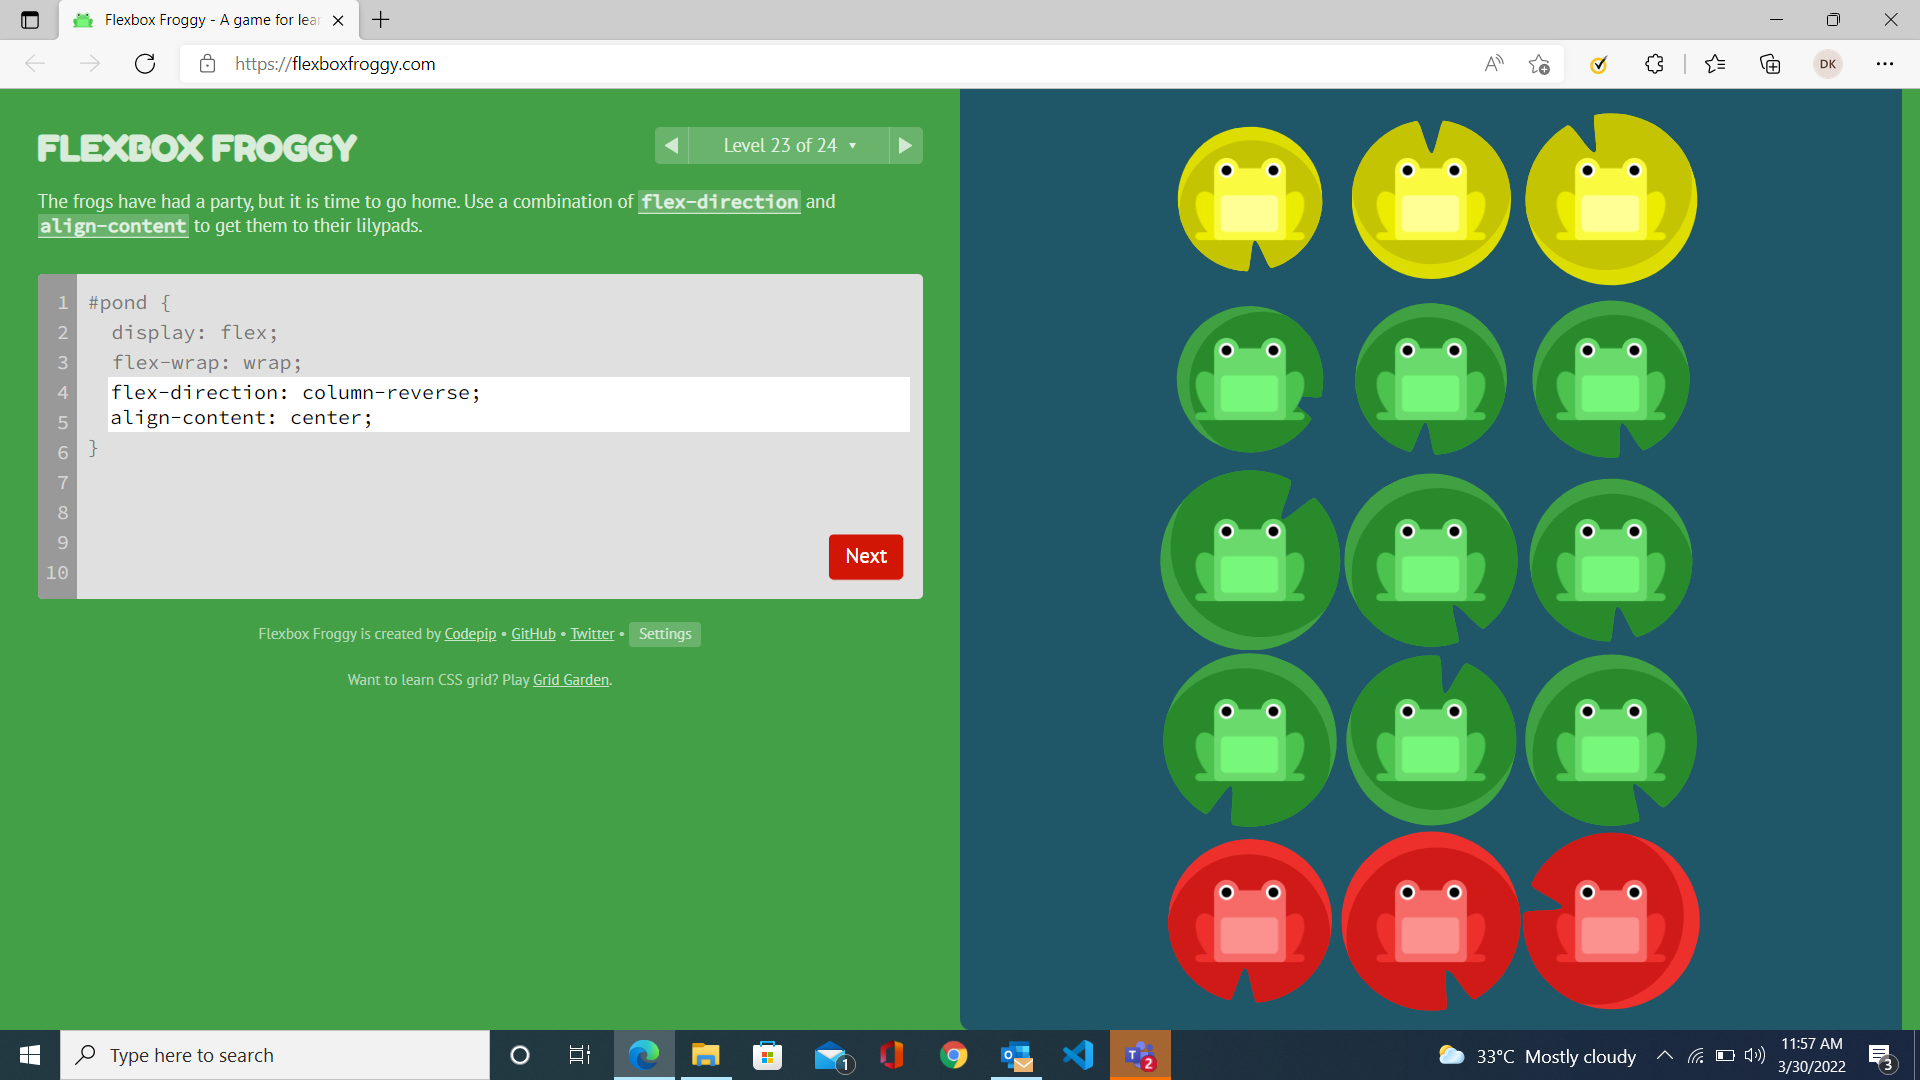 Flexbox Froggy - A game for lear
https://flexboxfroggy.com
DK
FLEXBOX FROGGY
Level 23 of 24 ▼
The frogs have had a party, but it is time to go home. Use a combination of flex-direction and
align-content to get them to their lilypads.
1 #pond {
2 display: flex;
3 flex-wrap: wrap;
4 flex-direction: column-reverse;
5 align-content: center;
6 }
7
8
9
10
Next
Flexbox Froggy is created by Codepip • GitHub • Twitter • Settings
Want to learn CSS grid? Play Grid Garden.
Type here to search
1
2
33°C Mostly cloudy
11:57 AM
3/30/2022
3